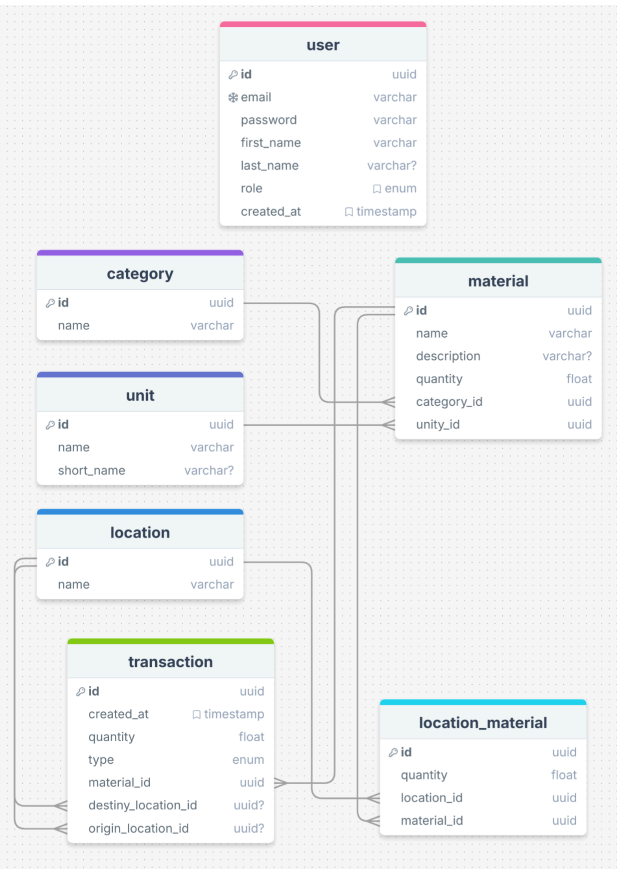 user
id uuid
email varchar
password varchar
first_name varchar
last_name varchar?
role enum
created_at timestamp
category
id uuid
name varchar
material
id uuid
name varchar
description varchar?
quantity float
category_id uuid
unity_id uuid
unit
id uuid
name varchar
short_name varchar?
location
id uuid
name varchar
transaction
id uuid
created_at timestamp
quantity float
type enum
material_id uuid
destiny_location_id uuid?
origin_location_id uuid?
location_material
id uuid
quantity float
location_id uuid
material_id uuid